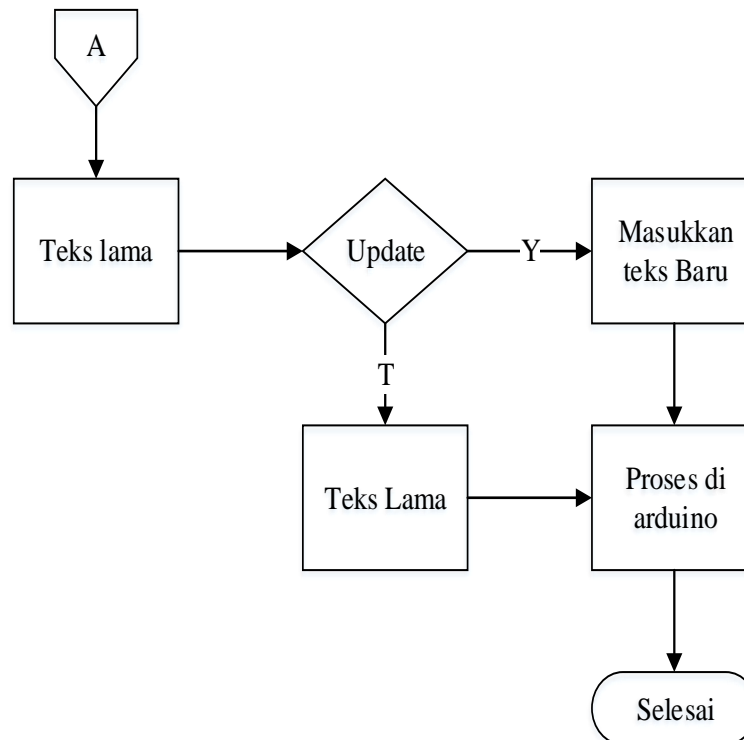 A
Teks lama
Update
Y
Masukkan
teks Baru
T
Teks Lama
Proses di
arduino
Selesai